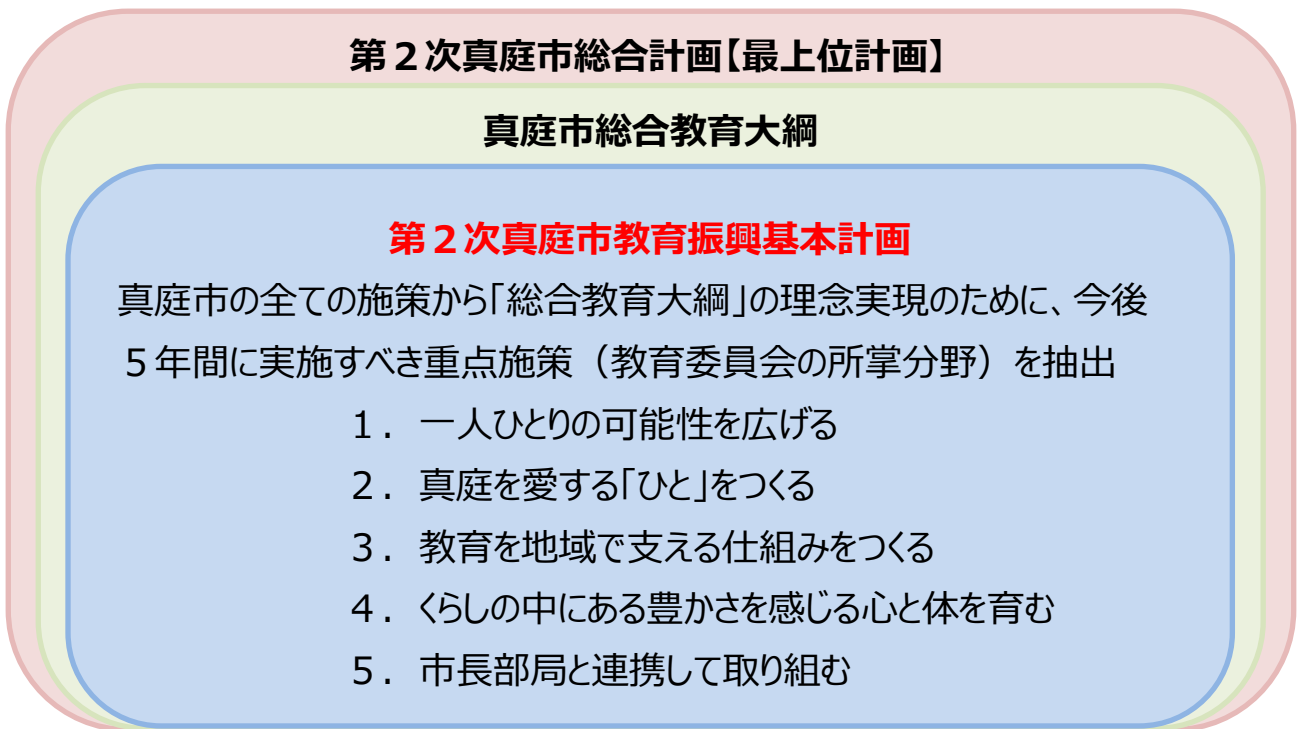 第２次真庭市総合計画【最上位計画】
真庭市総合教育大綱
第２次真庭市教育振興基本計画
真庭市の全ての施策から「総合教育大綱」の理念実現のために、今後
５年間に実施すべき重点施策（教育委員会の所掌分野）を抽出
１．一人ひとりの可能性を広げる
２．真庭を愛する「ひと」をつくる
３．教育を地域で支える仕組みをつくる
４．くらしの中にある豊かさを感じる心と体を育む
５．市長部局と連携して取り組む